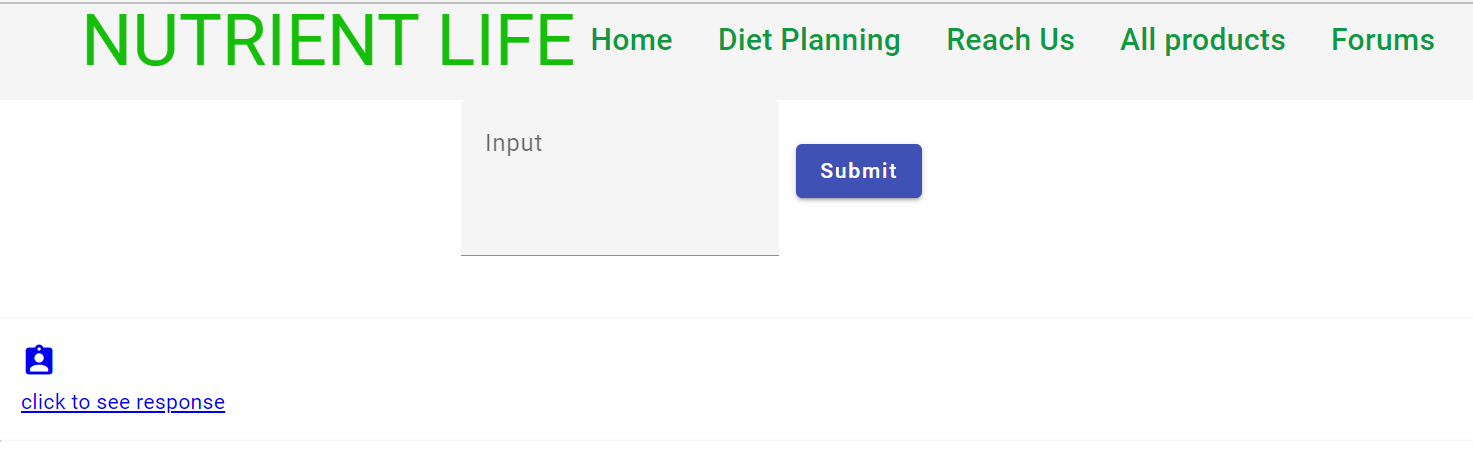 NUTRIENT LIFE Home Diet Planning Reach Us All products Forums
Input
Submit
click to see response